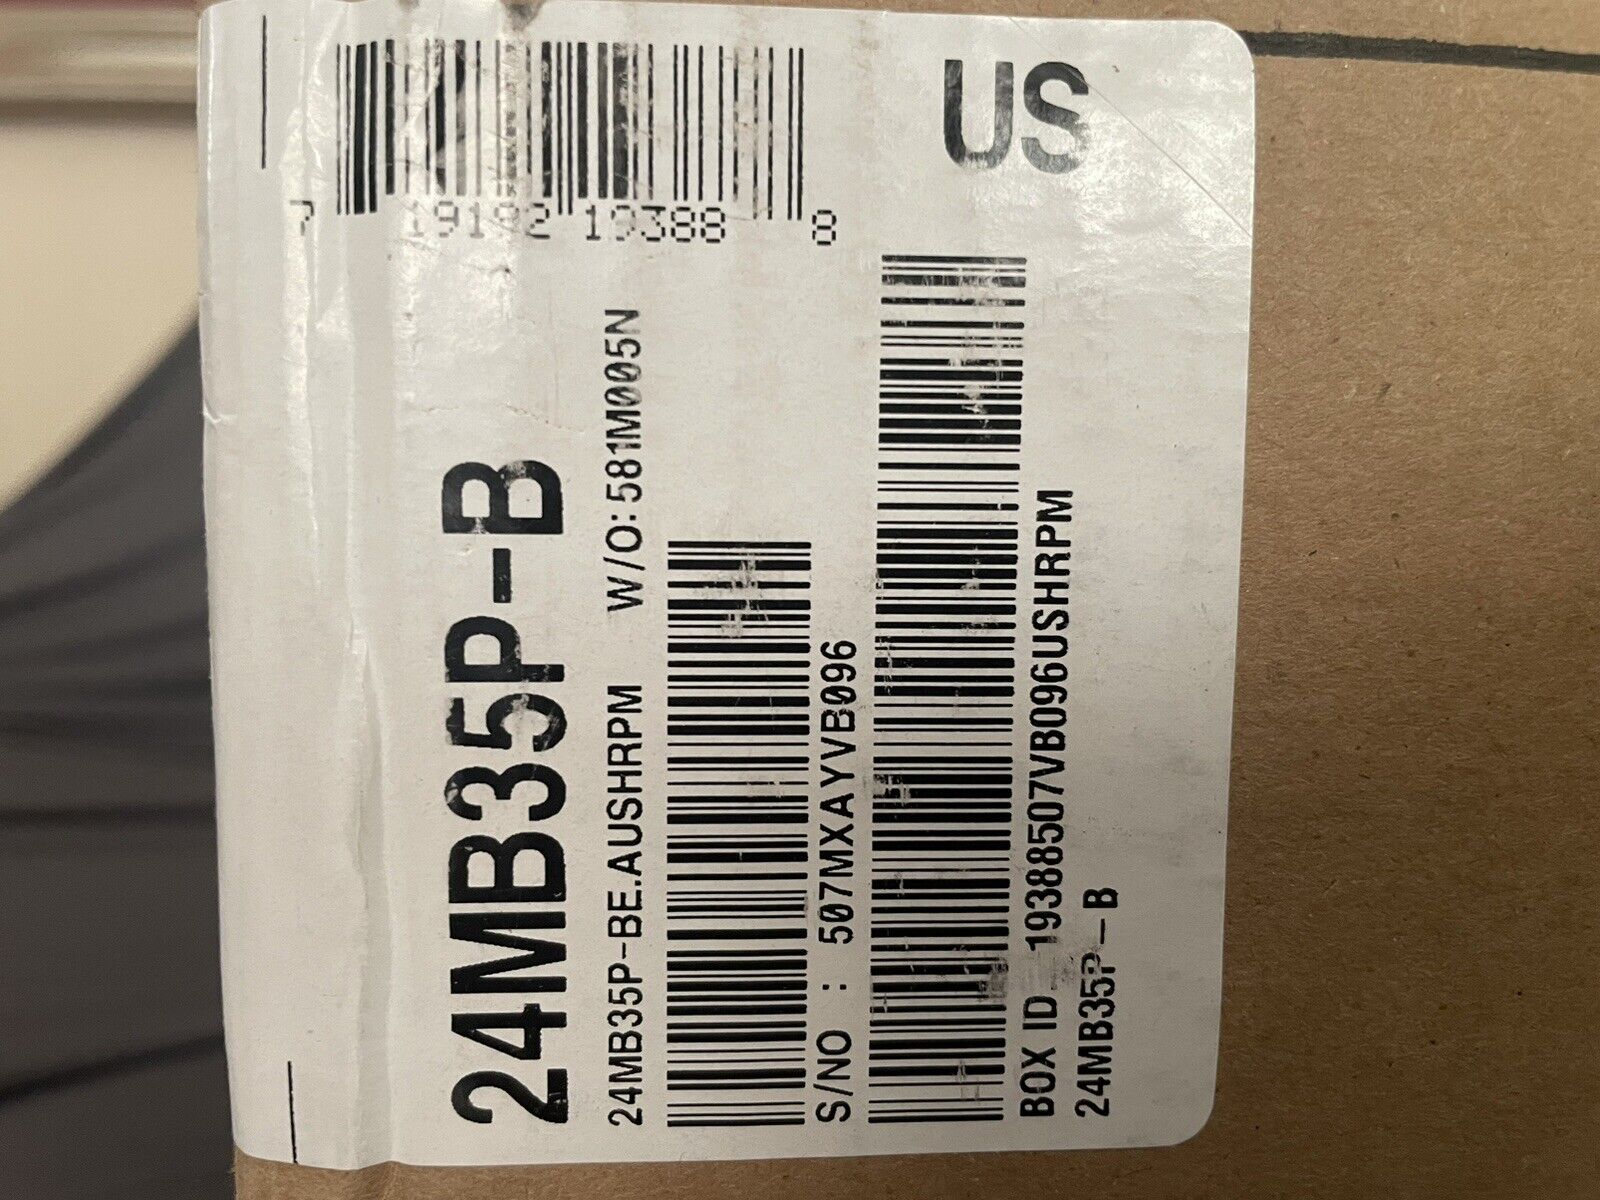 US
7 19192 19388 8
24MB35P-B
24MB35P-BE.AUSHRPM W/O:581M005N
S/NO : 507MXAYVB096
BOX ID 19388507VB096USHRPM
24MB35P-B